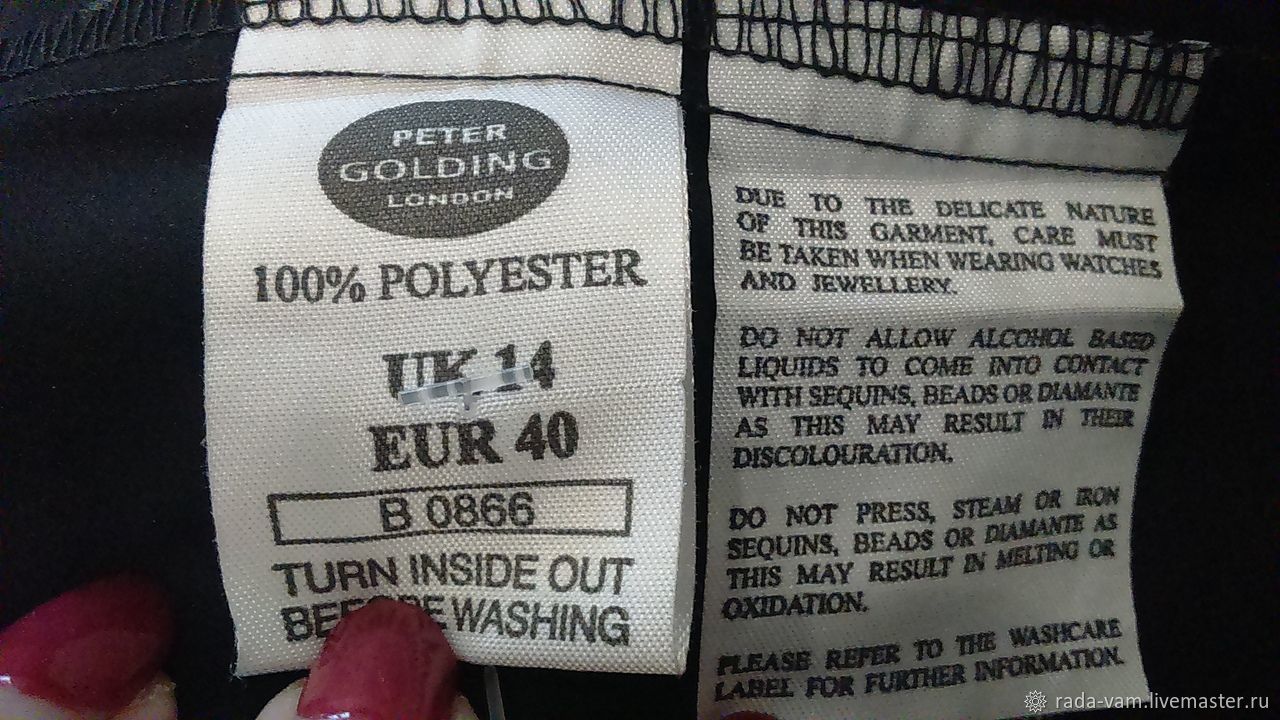 PETER
GOLDING
LONDON
100% POLYESTER
UK 14
EUR 40
B 0866
TURN INSIDE OUT
BEFORE WASHING
DUE TO THE DELICATE NATURE
OF THIS GARMENT, CARE MUST
BE TAKEN WHEN WEARING WATCHES
AND JEWELLERY.
DO NOT ALLOW ALCOHOL BASED
LIQUIDS TO COME INTO CONTACT
WITH SEQUINS, BEADS OR DIAMANTE
AS THIS MAY RESULT IN THEIR
DISCOLOURATION.
DO NOT PRESS, STEAM OR IRON
SEQUINS, BEADS OR DIAMANTE AS
THIS MAY RESULT IN MELTING OR
OXIDATION.
PLEASE REFER TO THE WASHCARE
LABEL FOR FURTHER INFORMATION.
rada-vam.livemaster.ru